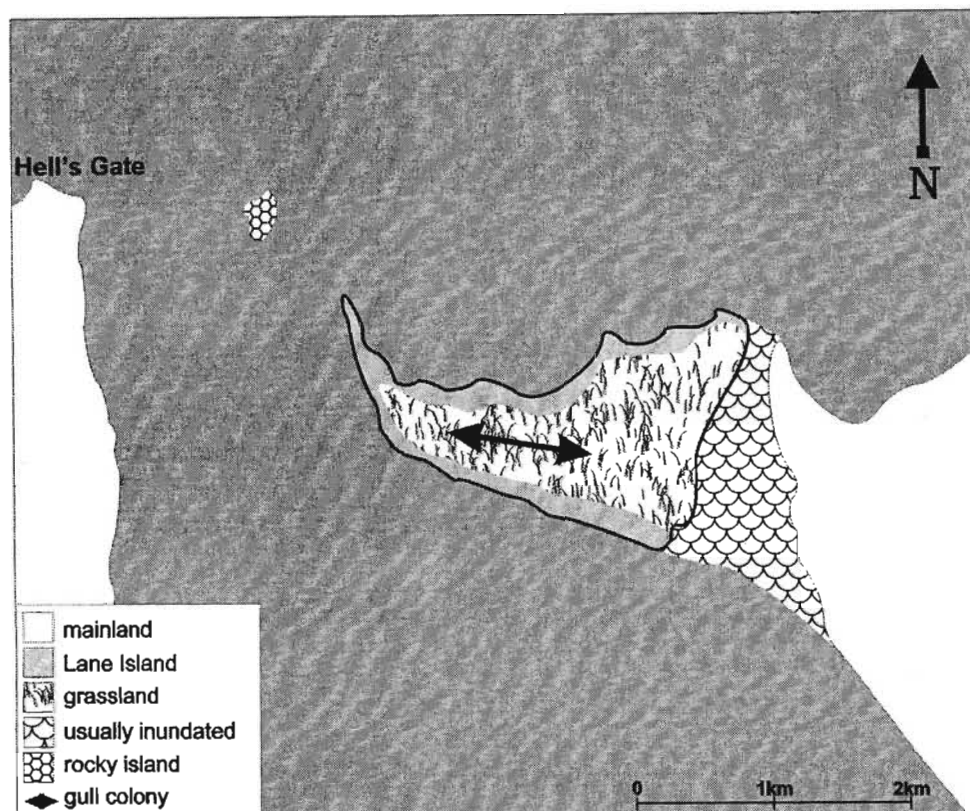 N
Hell's Gate
mainland
Lane Island
grassland
usually inundated
rocky island
gull colony
0 1km 2km